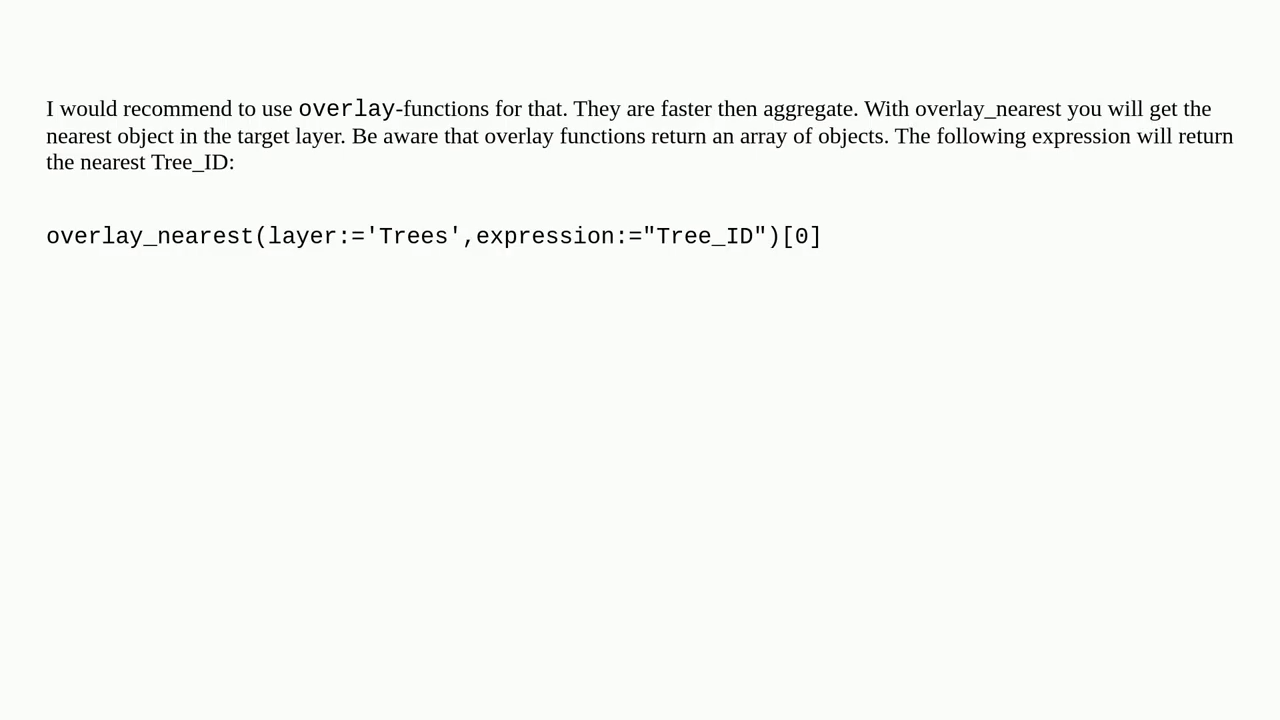 I would recommend to use overlay-functions for that. They are faster then aggregate. With overlay_nearest you will get the
nearest object in the target layer. Be aware that overlay functions return an array of objects. The following expression will return
the nearest Tree_ID:
overlay_nearest(layer:='Trees',expression:="Tree_ID")[0]